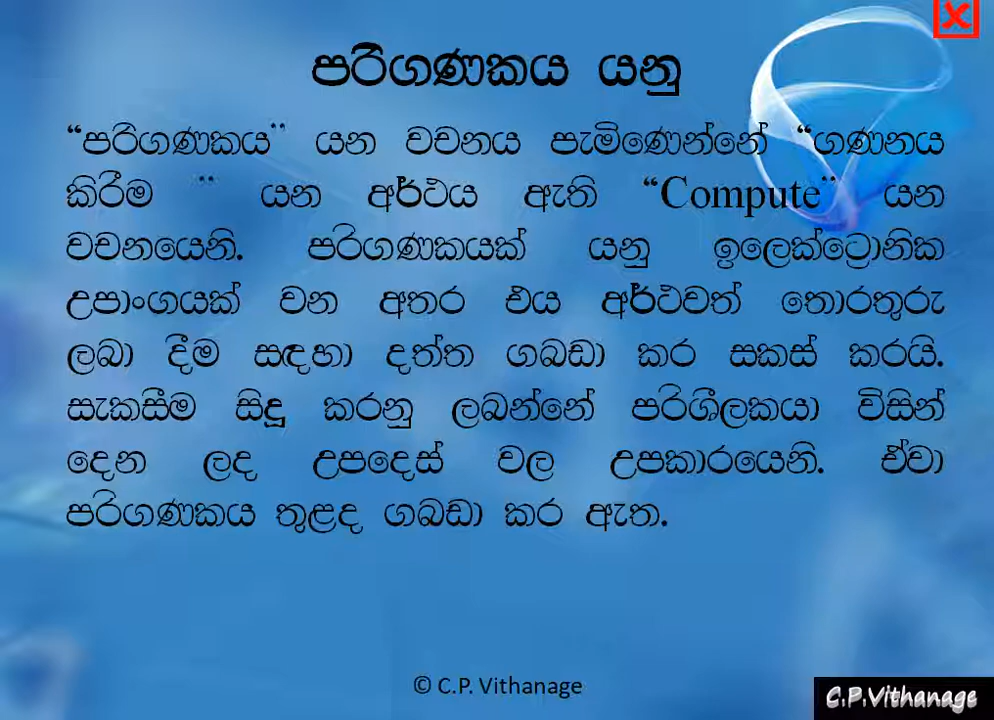 පරිගණකය යනු
“පරිගණකය” යන වචනය පැමිණෙන්නේ “ගණනය
කිරීම ” යන අර්ථය ඇති “Compute” යන
වචනයෙනි. පරිගණකයක් යනු ඉලෙක්ට්‍රොනික
උපාංගයක් වන අතර එය අර්ථවත් තොරතුරු
ලබා දීම සඳහා දත්ත ගබඩා කර සකස් කරයි.
සැකසීම සිදූ කරනු ලබන්නේ පරිශීලකයා විසින්
දෙන ලද උපදෙස් වල උපකාරයෙනි. ඒවා
පරිගණකය තුළද ගබඩා කර ඇත.
© C.P. Vithanage
C.P.Vithanage